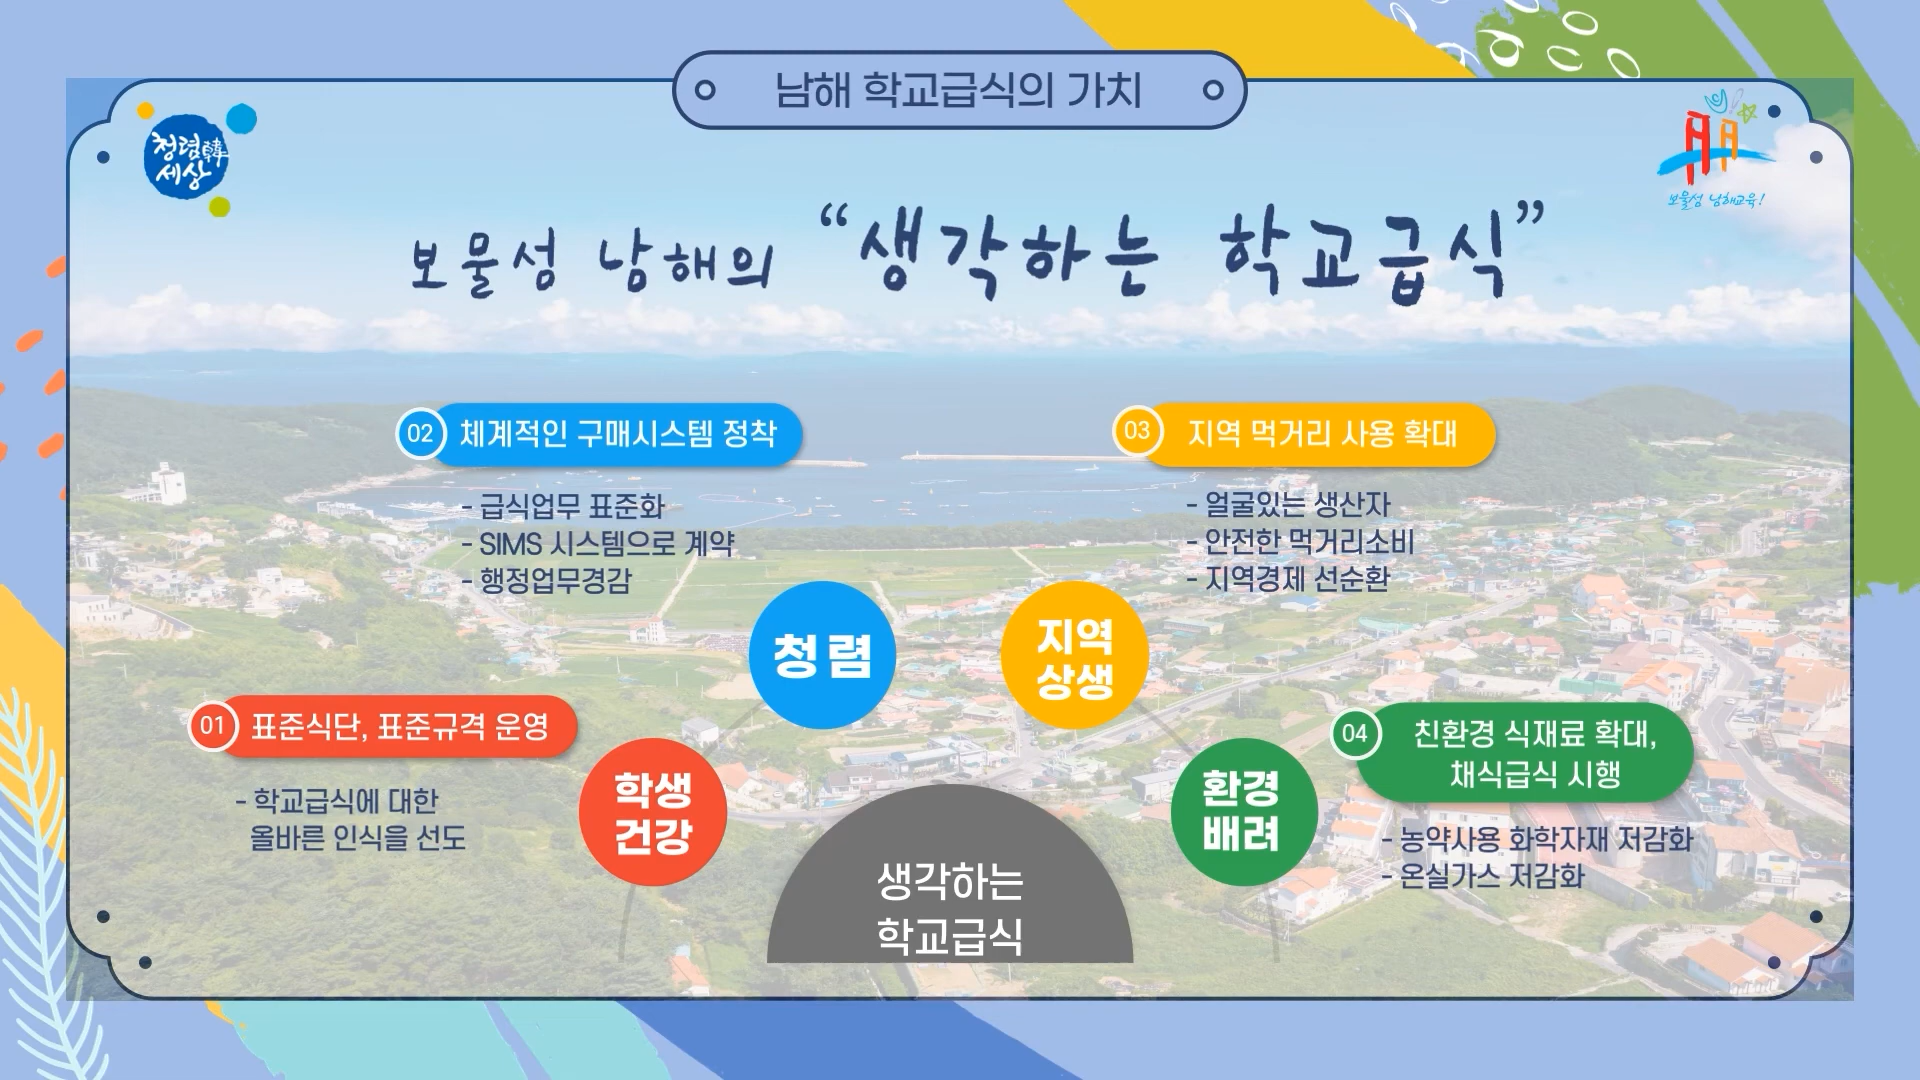 남해 학교급식의 가치
청렴韓
세상
보물섬 남해교육!
보물섬 남해의 “생각하는 학교급식”
02 체계적인 구매시스템 정착
- 급식업무 표준화
- SIMS 시스템으로 계약
- 행정업무경감
03 지역 먹거리 사용 확대
- 얼굴있는 생산자
- 안전한 먹거리소비
- 지역경제 선순환
청렴
지역
상생
01 표준식단, 표준규격 운영
- 학교급식에 대한
올바른 인식을 선도
학생
건강
환경
배려
04 친환경 식재료 확대,
채식급식 시행
- 농약사용 화학자재 저감화
- 온실가스 저감화
생각하는
학교급식